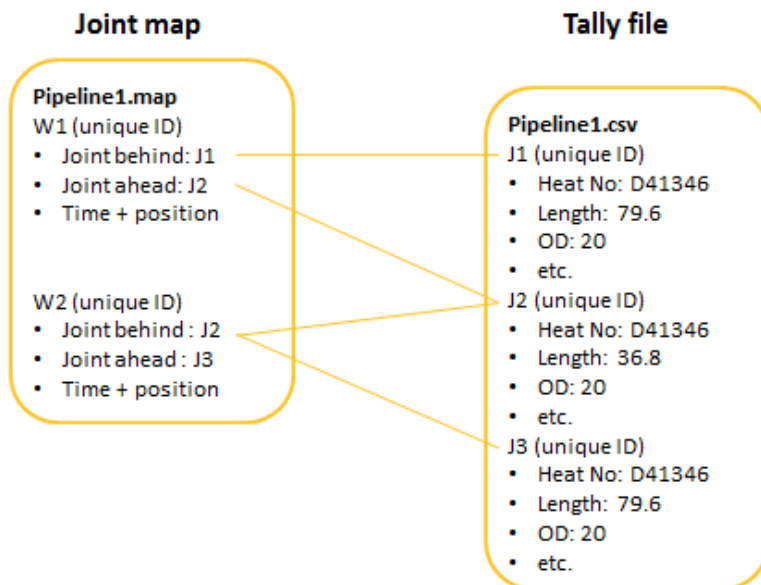 Joint map
Pipeline1.map
W1 (unique ID)
• Joint behind: J1
• Joint ahead: J2
• Time + position
W2 (unique ID)
• Joint behind : J2
• Joint ahead : J3
• Time + position
Tally file
Pipeline1.csv
J1 (unique ID)
• Heat No: D41346
• Length: 79.6
• OD: 20
• etc.
J2 (unique ID)
• Heat No: D41346
• Length: 36.8
• OD: 20
• etc.
J3 (unique ID)
• Heat No: D41346
• Length: 79.6
• OD: 20
• etc.